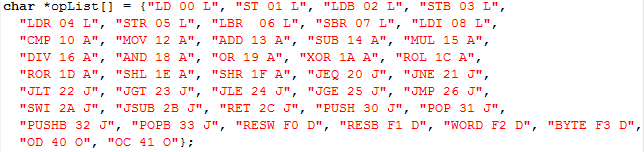 char *opList[] = {"LD 00 L", "ST 01 L", "LDB 02 L", "STB 03 L",
"LDR 04 L", "STR 05 L", "LBR  06 L", "SBR 07 L", "LDI 08 L",
"CMP 10 A", "MOV 12 A", "ADD 13 A", "SUB 14 A", "MUL 15 A",
"DIV 16 A", "AND 18 A", "OR 19 A", "XOR 1A A", "ROL 1C A",
"ROR 1D A", "SHL 1E A", "SHR 1F A", "JEQ 20 J", "JNE 21 J",
"JLT 22 J", "JGT 23 J", "JLE 24 J", "JGE 25 J", "JMP 26 J",
"SWI 2A J", "JSUB 2B J", "RET 2C J", "PUSH 30 J", "POP 31 J",
"PUSHB 32 J", "POPB 33 J", "RESW F0 D", "RESB F1 D", "WORD F2 D", "BYTE F3 D",
"OD 40 O", "OC 41 O"};